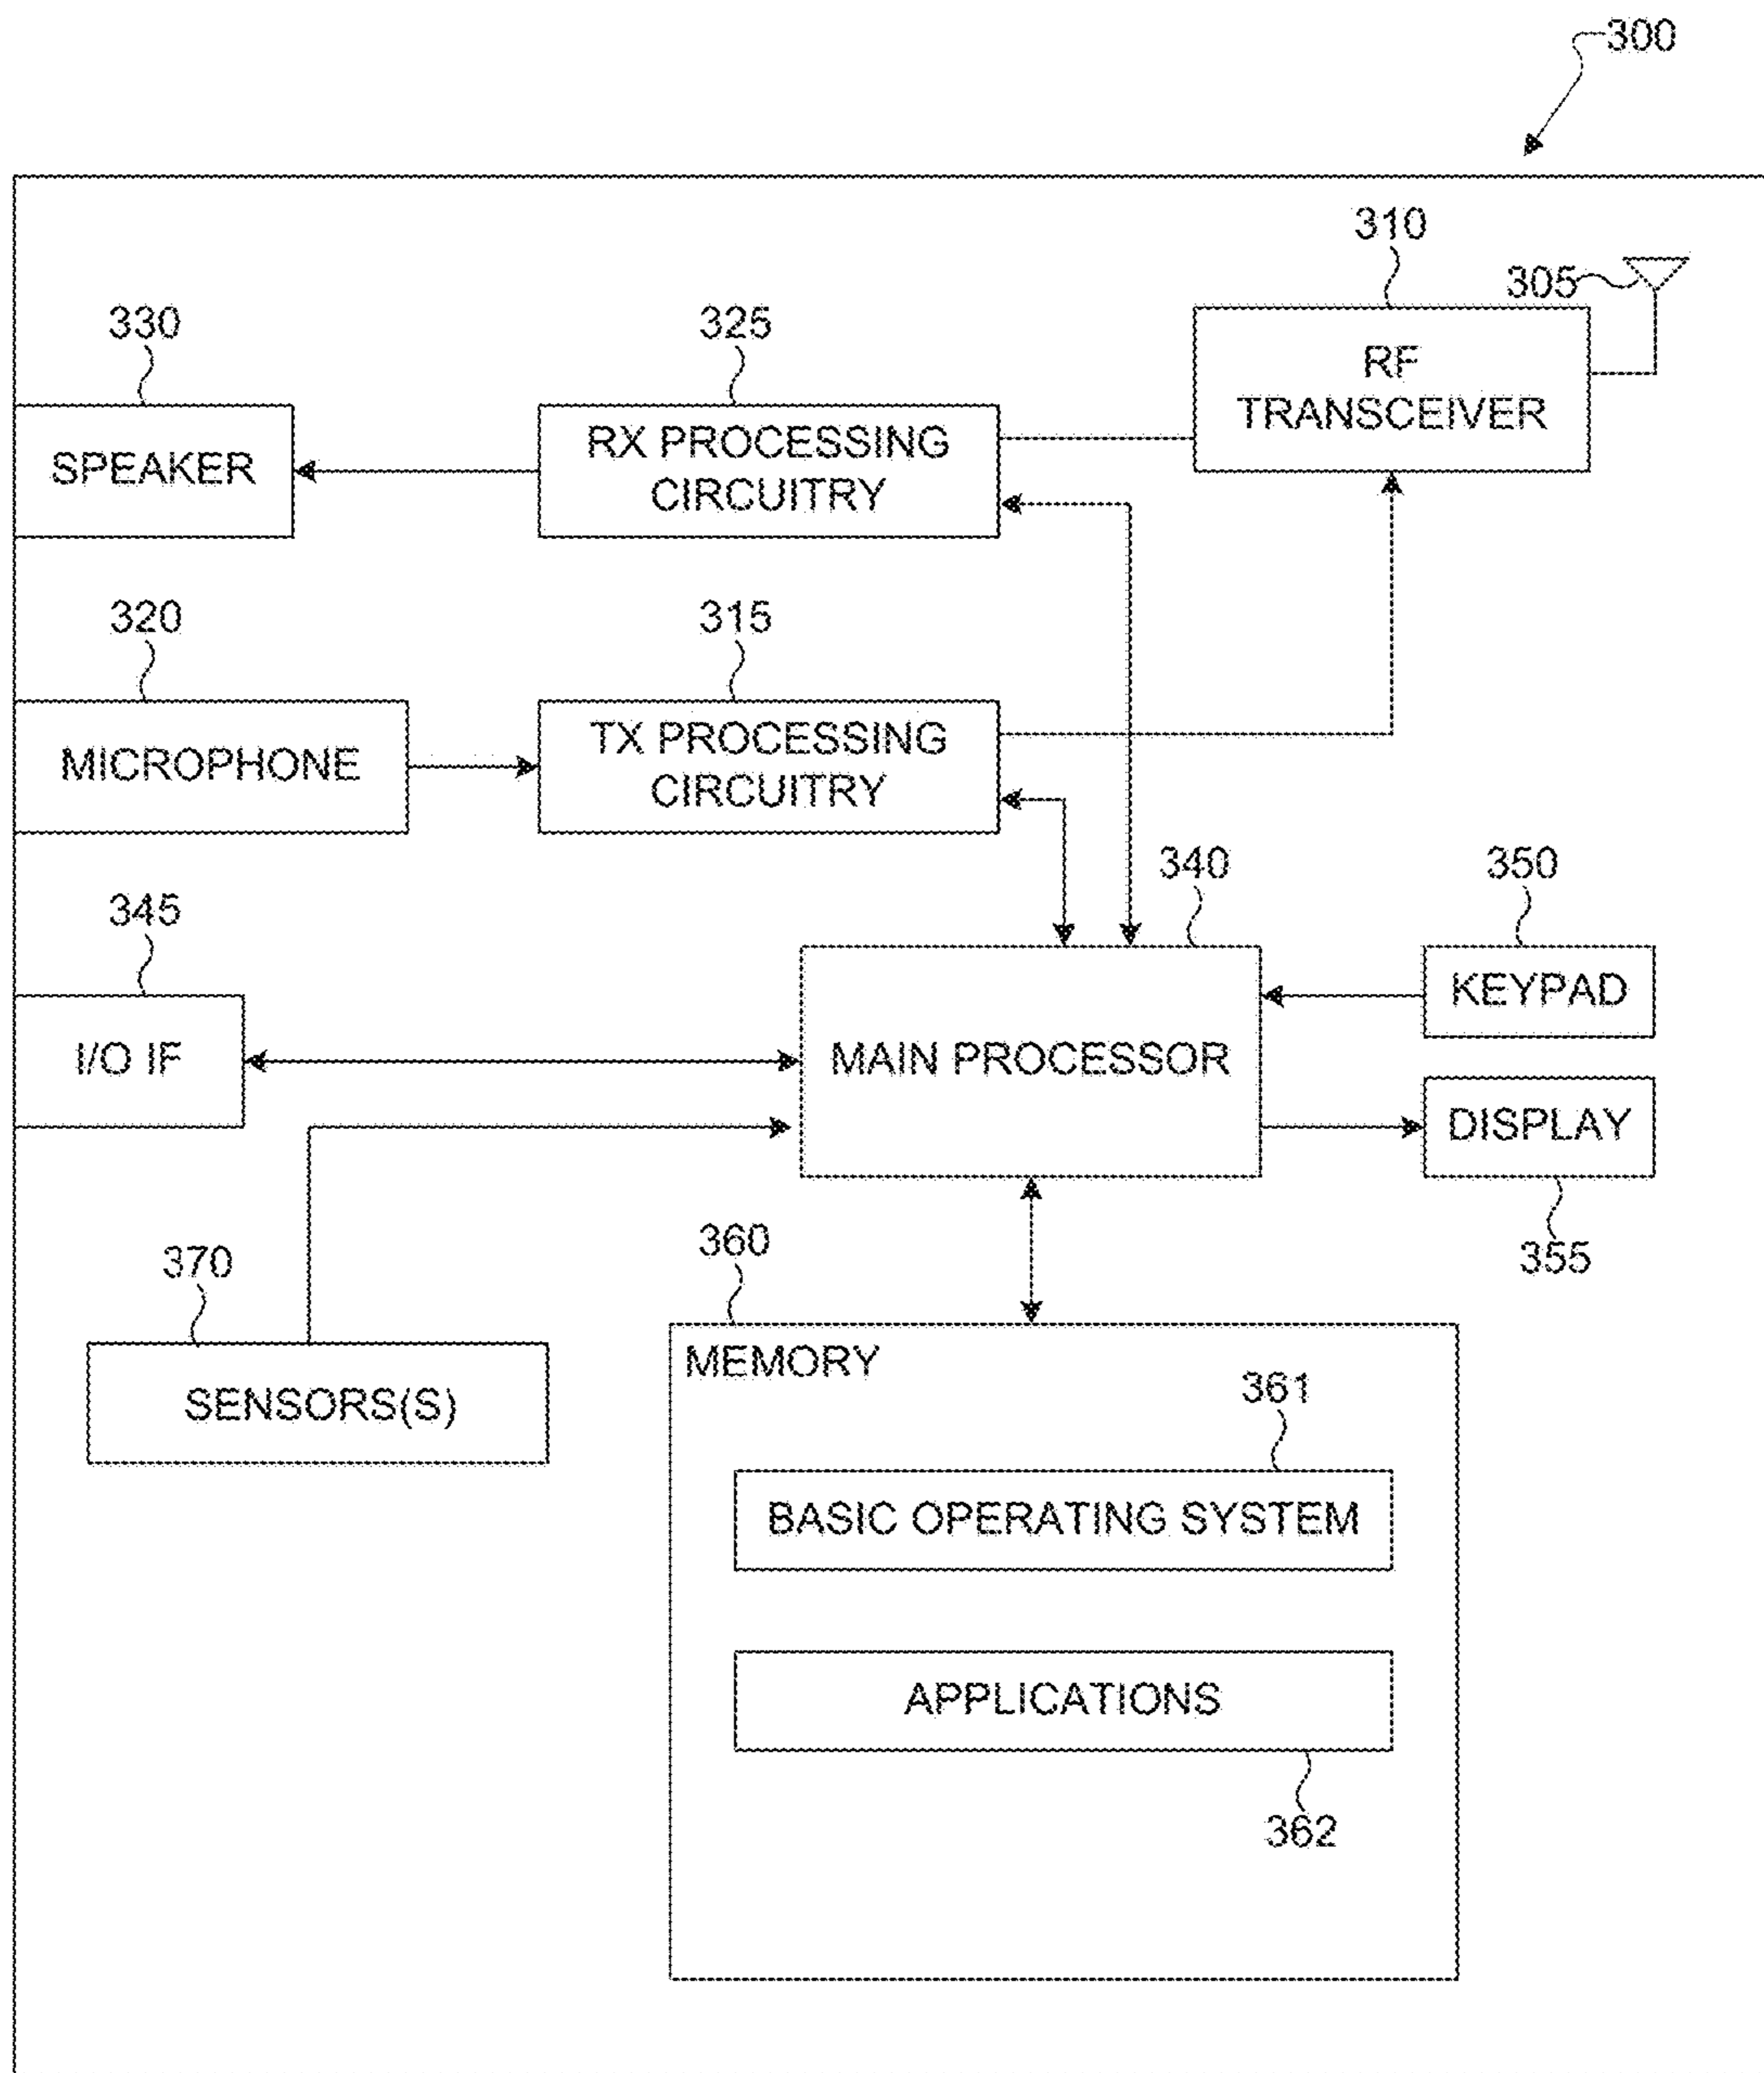 300
310
305
330
325
RF
TRANSCEIVER
SPEAKER
RX PROCESSING
CIRCUITRY
320
315
MICROPHONE
TX PROCESSING
CIRCUITRY
340
350
345
KEYPAD
I/O IF
MAIN PROCESSOR
DISPLAY
355
360
370
MEMORY
SENSORS(S)
361
BASIC OPERATING SYSTEM
APPLICATIONS
362